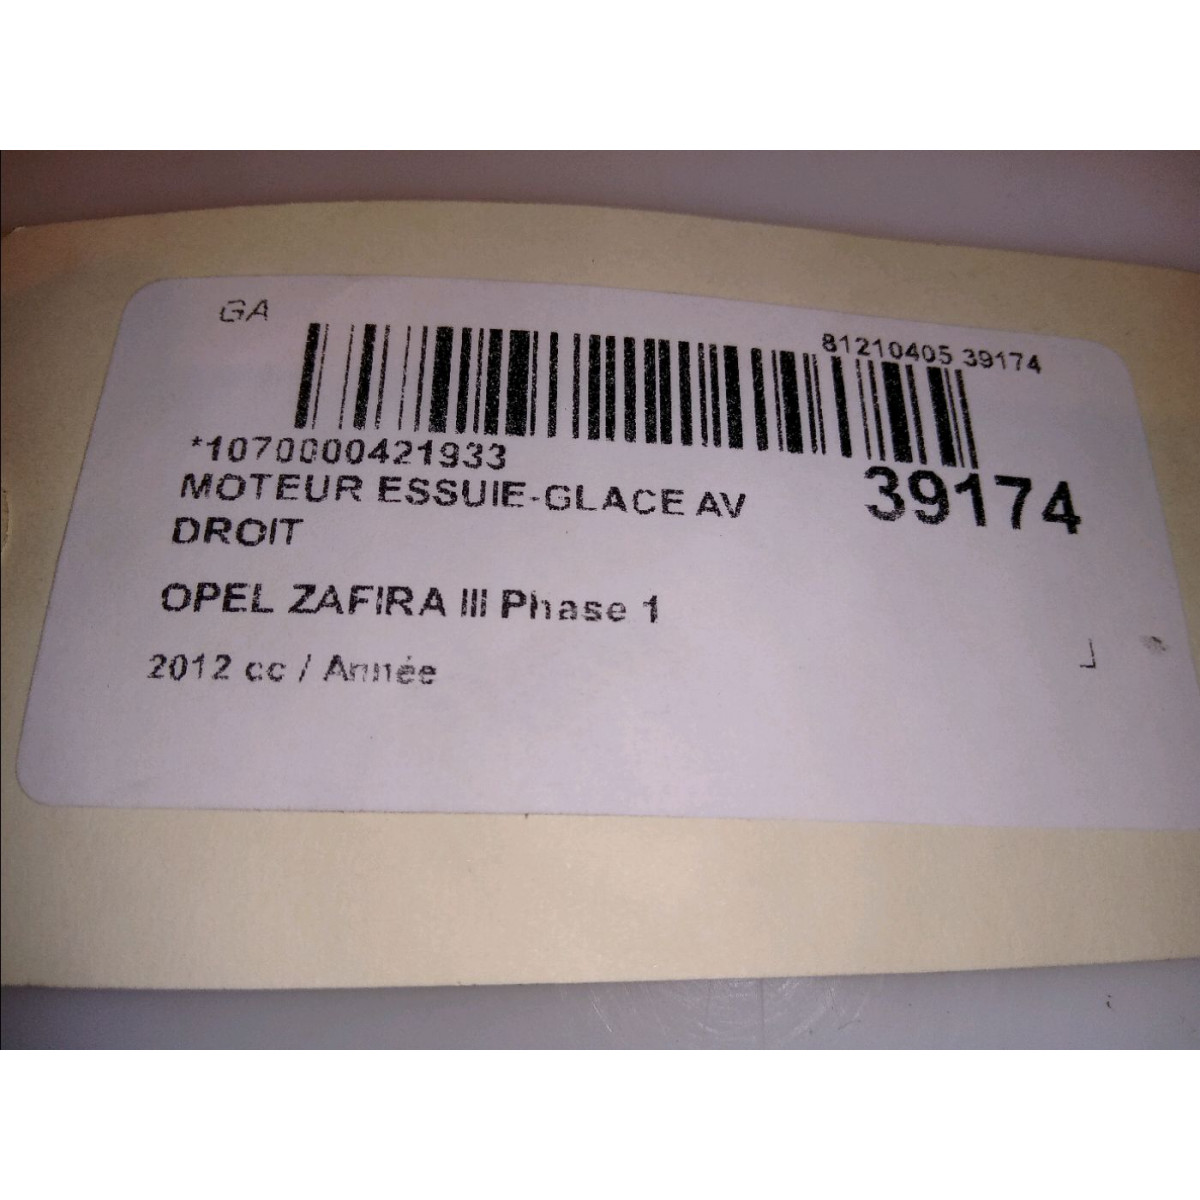 GA
81210405 39174
*1070000421933
MOTEUR ESSUIE-GLACE AV
DROIT
39174
OPEL ZAFIRA III Phase 1
2012 cc / Année